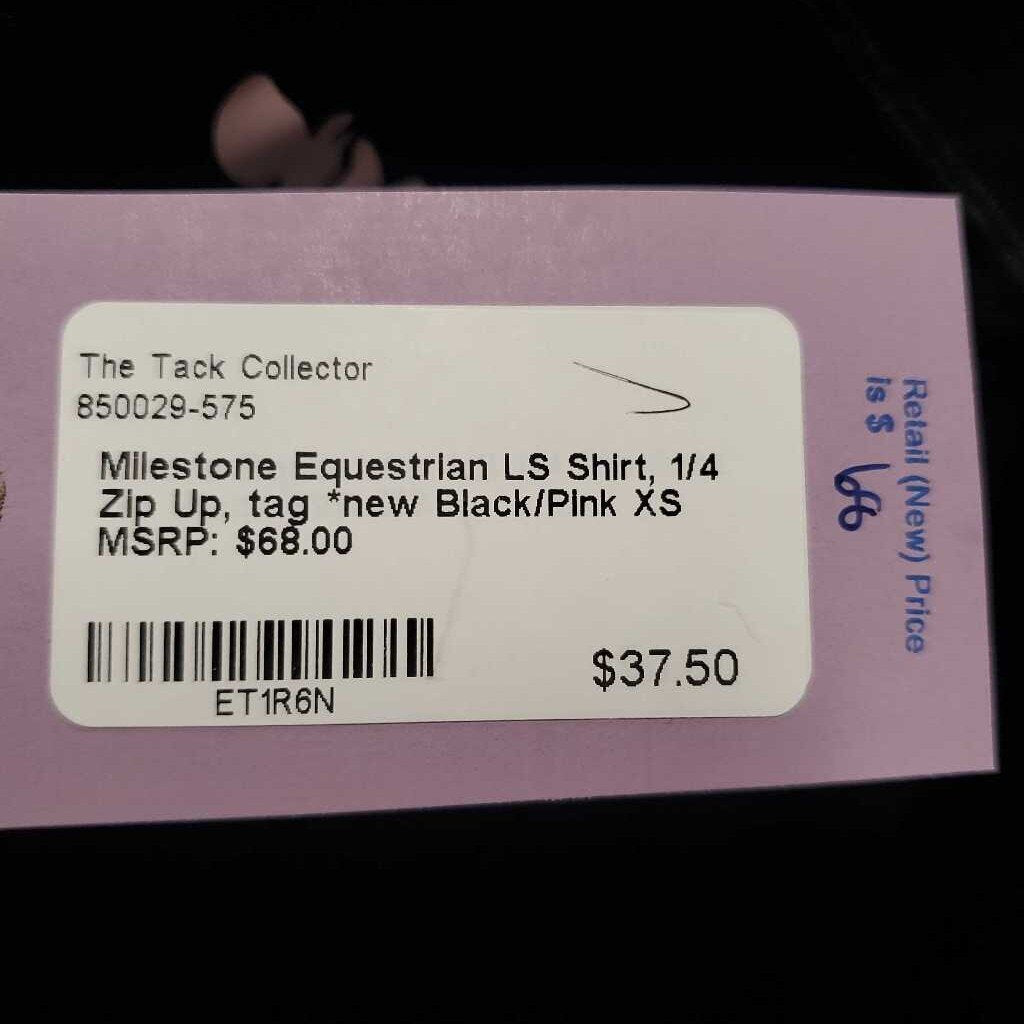 The Tack Collector
850029-575
Milestone Equestrian LS Shirt, 1/4
Zip Up, tag *new Black/Pink XS
MSRP: $68.00
ET1R6N
$37.50
Retail (New) Price
is $ 68